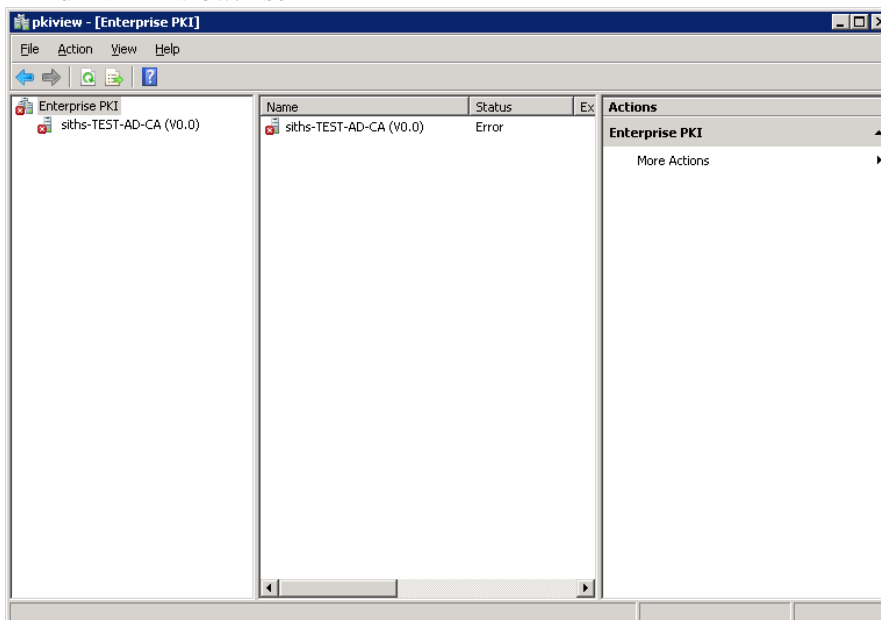 pkiview - [Enterprise PKI]
File Action View Help
Enterprise PKI
siths-TEST-AD-CA (V0.0)
Name Status Ex
siths-TEST-AD-CA (V0.0) Error
Actions
Enterprise PKI
More Actions